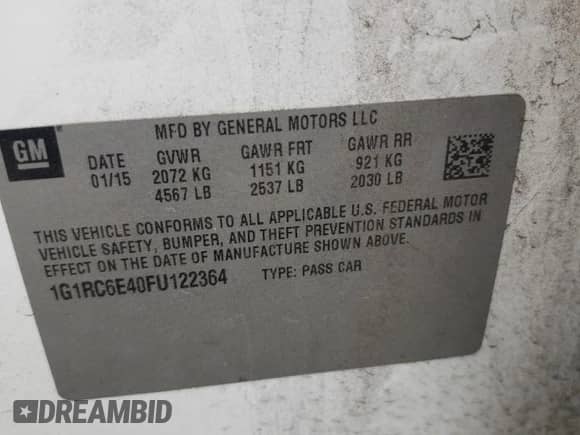 GM
MFD BY GENERAL MOTORS LLC
DATE GVWR GAWR FRT GAWR RR
01/15 2072 KG 1151 KG 921 KG
4567 LB 2537 LB 2030 LB
THIS VEHICLE CONFORMS TO ALL APPLICABLE U.S. FEDERAL MOTOR
VEHICLE SAFETY, BUMPER, AND THEFT PREVENTION STANDARDS IN
EFFECT ON THE DATE OF MANUFACTURE SHOWN ABOVE.
1G1RC6E40FU122364 TYPE: PASS CAR
DREAMBID